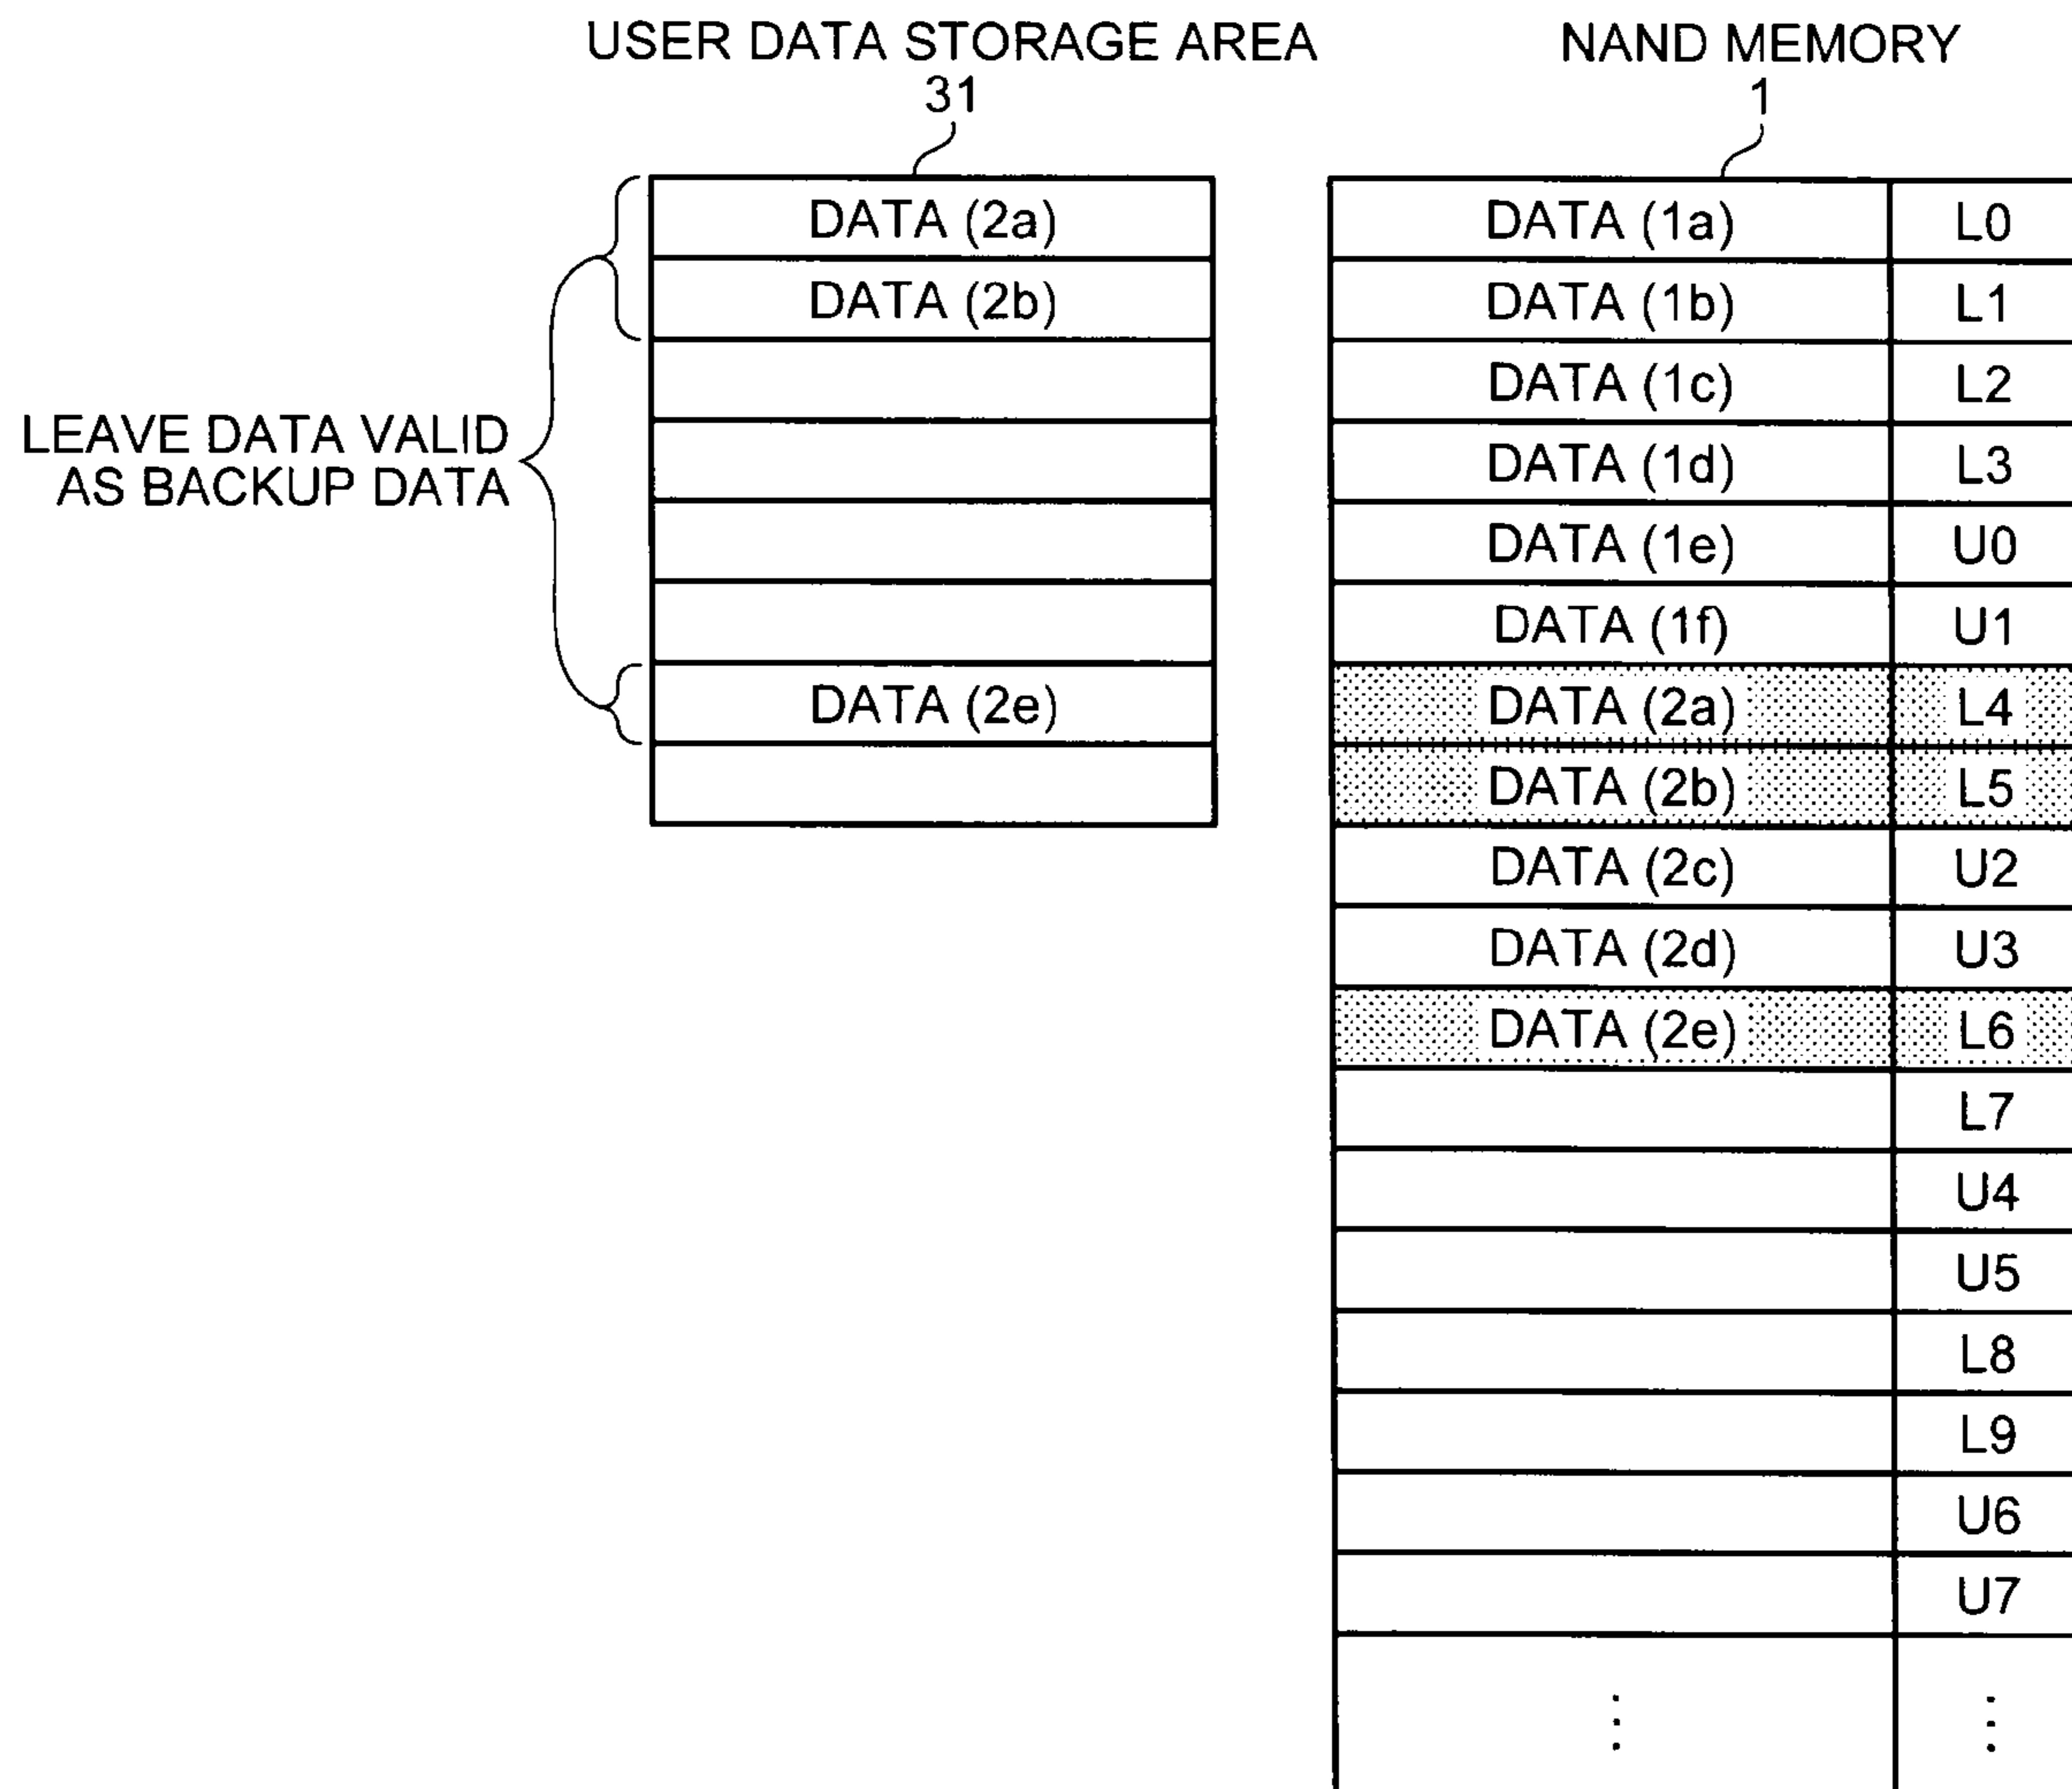 USER DATA STORAGE AREA
31
DATA (2a)
DATA (2b)
DATA (2e)
LEAVE DATA VALID
AS BACKUP DATA
NAND MEMORY
1
DATA (1a) L0
DATA (1b) L1
DATA (1c) L2
DATA (1d) L3
DATA (1e) U0
DATA (1f) U1
DATA (2a) L4
DATA (2b) L5
DATA (2c) U2
DATA (2d) U3
DATA (2e) L6
L7
U4
U5
L8
L9
U6
U7